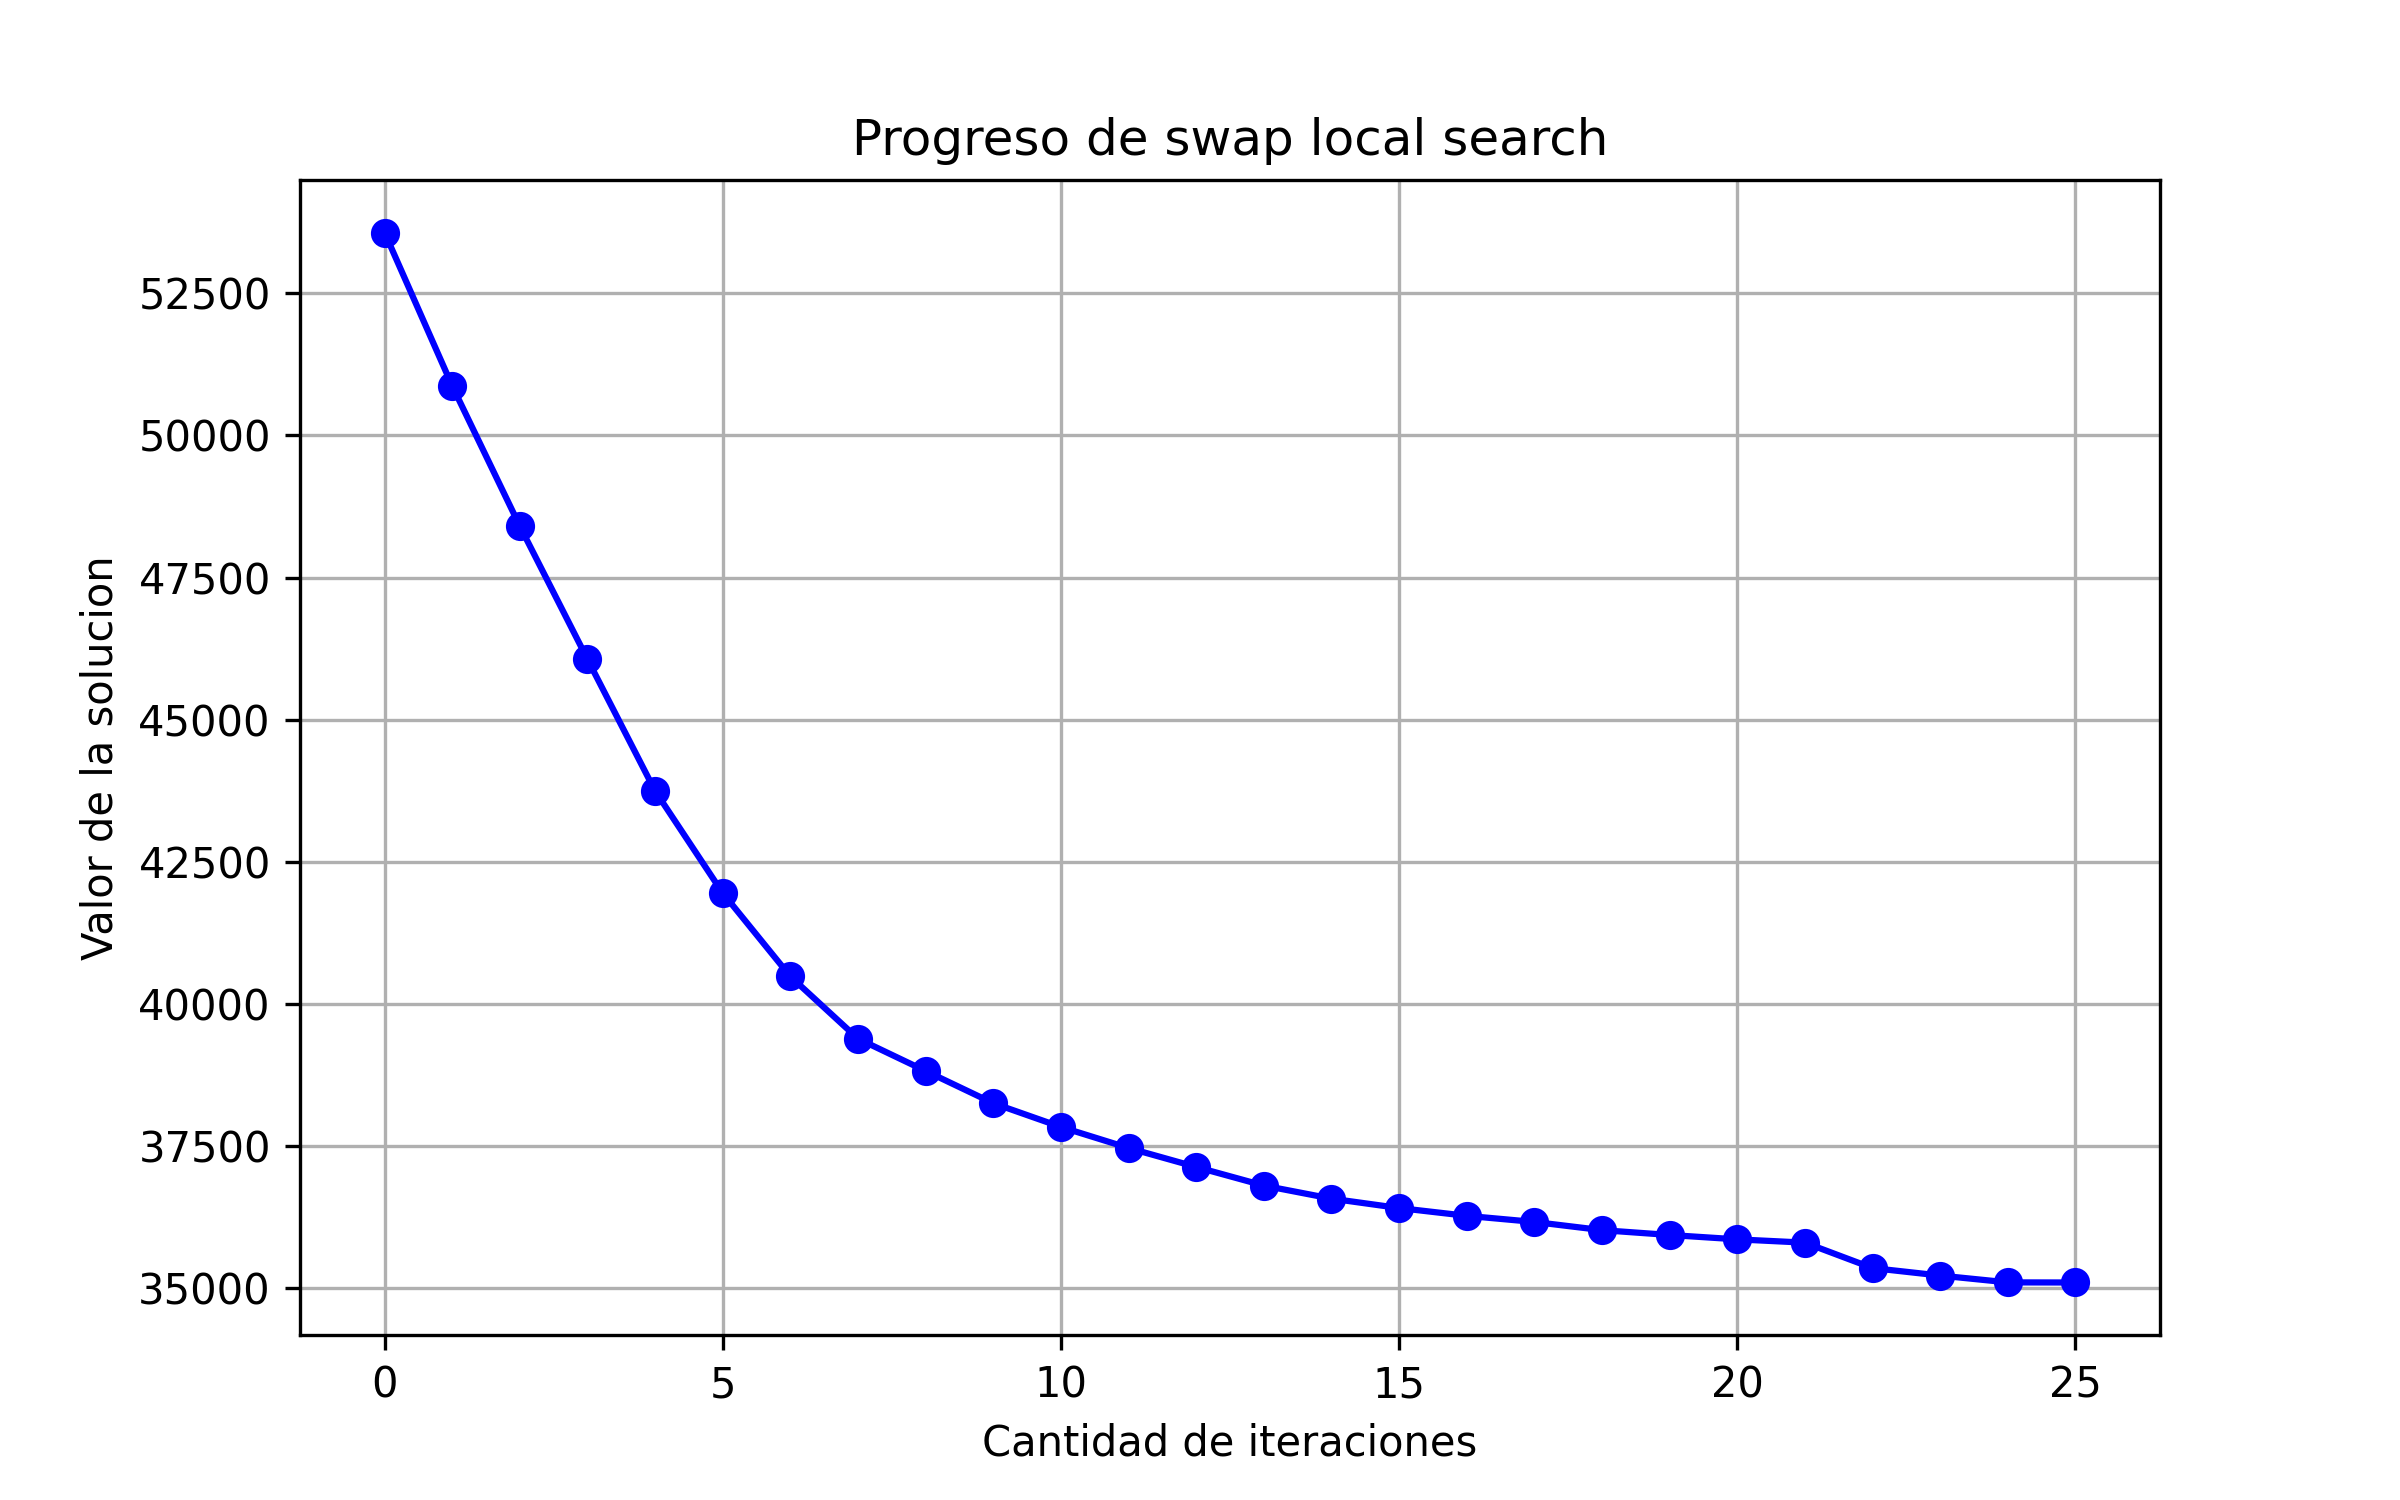 Progreso de swap local search
Valor de la solucion
52500
50000
47500
45000
42500
40000
37500
35000
0 5 10 15 20 25
Cantidad de iteraciones